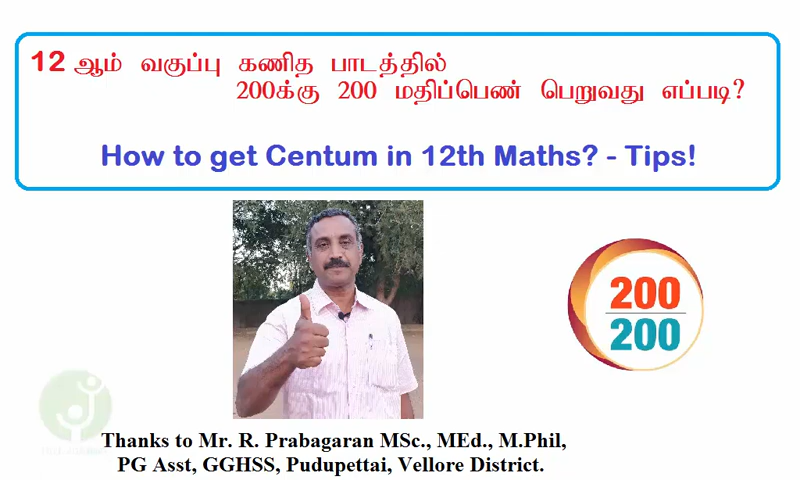 12 ஆம் வகுப்பு கணித பாடத்தில்
200க்கு 200 மதிப்பெண் பெறுவது எப்படி?
How to get Centum in 12th Maths? - Tips!
200
200
Thanks to Mr. R. Prabagaran MSc., MEd., M.Phil,
PG Asst, GGHSS, Pudupettai, Vellore District.